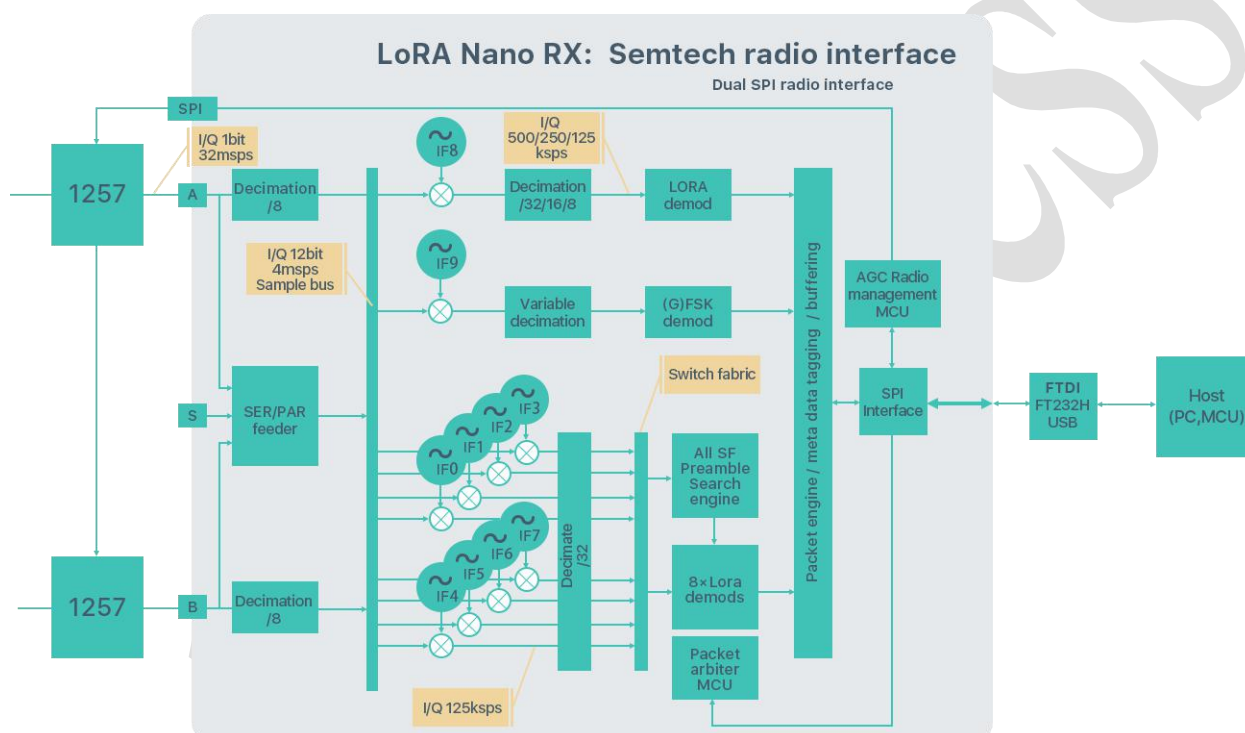 LoRA Nano RX: Semtech radio interface
Dual SPI radio interface
SPI
I/Q 1bit
32msps
1257
A
Decimation
/8
IF8
I/Q
500/250/125
ksps
Decimation
/32/16/8
LORA
demod
I/Q 12bit
4msps
Sample bus
IF9
Variable
decimation
(G)FSK
demod
Packet engine / meta data tagging / buffering
AGC Radio
management
MCU
Switch fabric
S
SER/PAR
feeder
IF3
IF2
IF1
IF0
SPI
Interface
FTDI
FT232H
USB
Host
(PC,MCU)
All SF
Preamble
Search
engine
Decimate
/32
IF7
IF6
IF5
IF4
1257
B
Decimation
/8
8×Lora
demods
Packet
arbiter
MCU
I/Q 125ksps
CSS